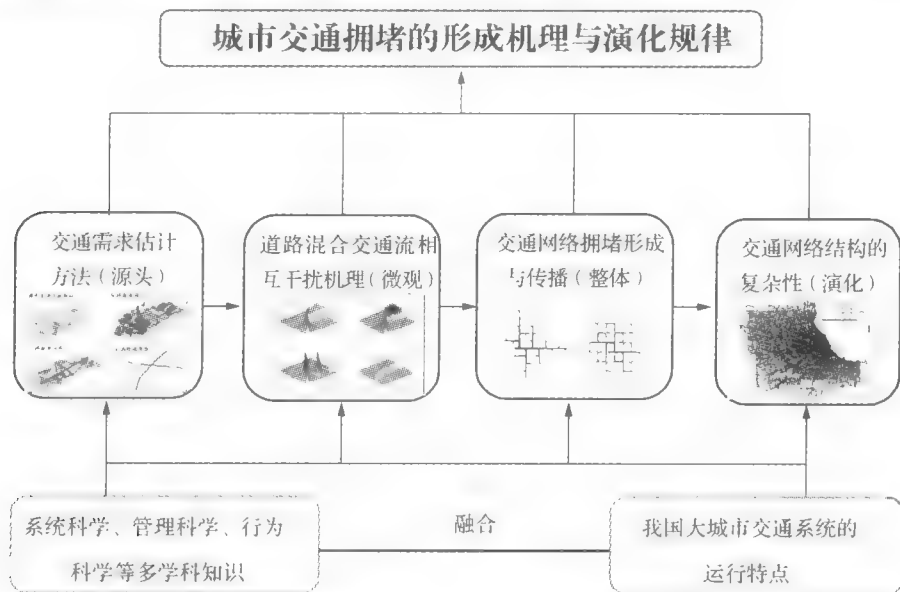 城市交通拥堵的形成机理与演化规律
交通需求估计
方法（源头）
道路混合交通流相
互干扰机理（微观）
交通网络拥堵形成
与传播（整体）
交通网络结构的
复杂性（演化）
系统科学、管理科学、行为
科学等多学科知识
融合
我国大城市交通系统的
运行特点